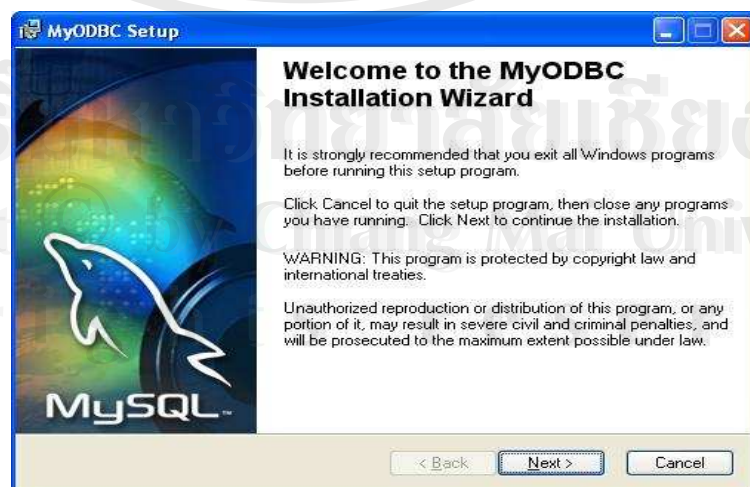 MyODBC Setup
Welcome to the MyODBC
Installation Wizard
It is strongly recommended that you exit all Windows programs
before running this setup program.
Click Cancel to quit the setup program, then close any programs
you have running. Click Next to continue the installation.
WARNING: This program is protected by copyright law and
international treaties.
Unauthorized reproduction or distribution of this program, or any
portion of it, may result in severe civil and criminal penalties, and
will be prosecuted to the maximum extent possible under law.
MySQL
< Back
Next >
Cancel
by Chiang Mai